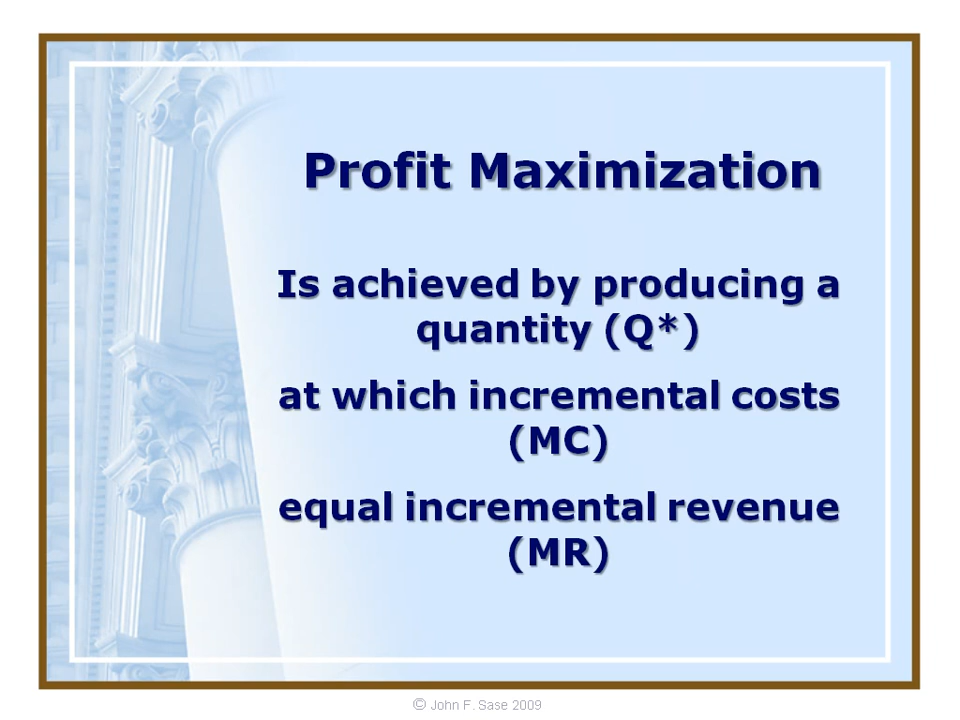 Profit Maximization
Is achieved by producing a
quantity (Q*)
at which incremental costs
(MC)
equal incremental revenue
(MR)
© John F. Sase 2009